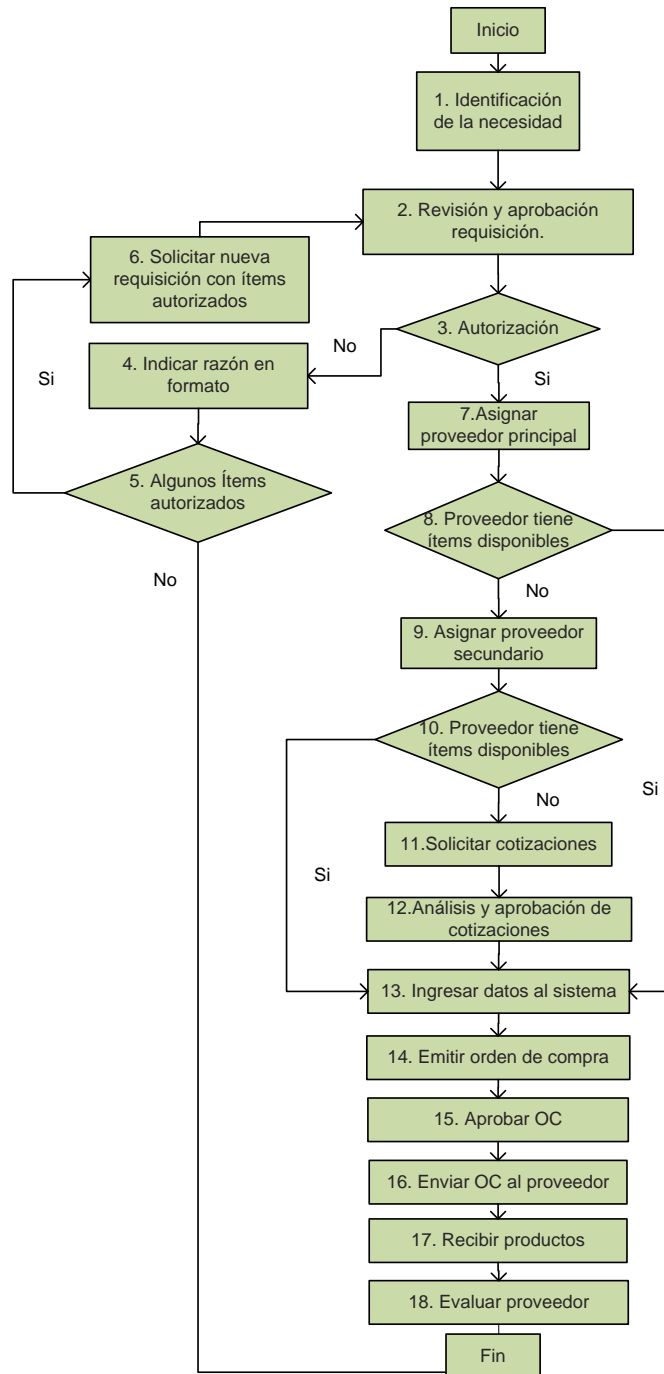 Inicio
1. Identificación
de la necesidad
2. Revisión y aprobación
requisición.
6. Solicitar nueva
requisición con ítems
autorizados
3. Autorización
No
4. Indicar razón en
formato
Si
Si
7.Asignar
proveedor principal
5. Algunos Ítems
autorizados
8. Proveedor tiene
ítems disponibles
No
No
9. Asignar proveedor
secundario
10. Proveedor tiene
ítems disponibles
Si
No
11.Solicitar cotizaciones
Si
12.Análisis y aprobación de
cotizaciones
13. Ingresar datos al sistema
14. Emitir orden de compra
15. Aprobar OC
16. Enviar OC al proveedor
17. Recibir productos
18. Evaluar proveedor
Fin